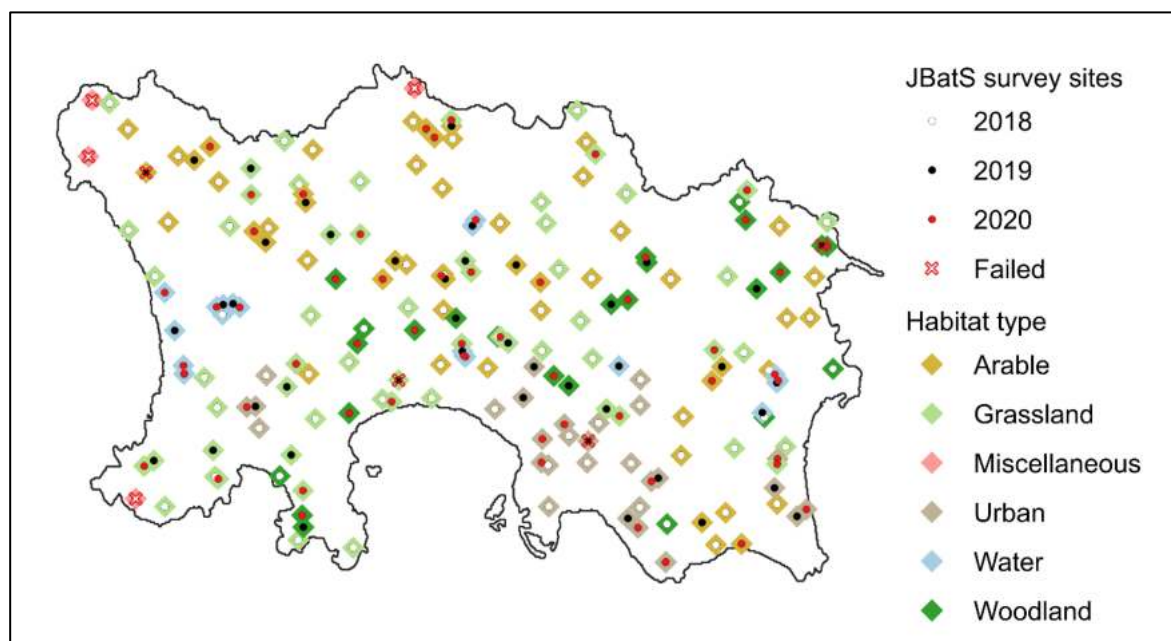 JBatS survey sites
2018
2019
2020
Failed
Habitat type
Arable
Grassland
Miscellaneous
Urban
Water
Woodland